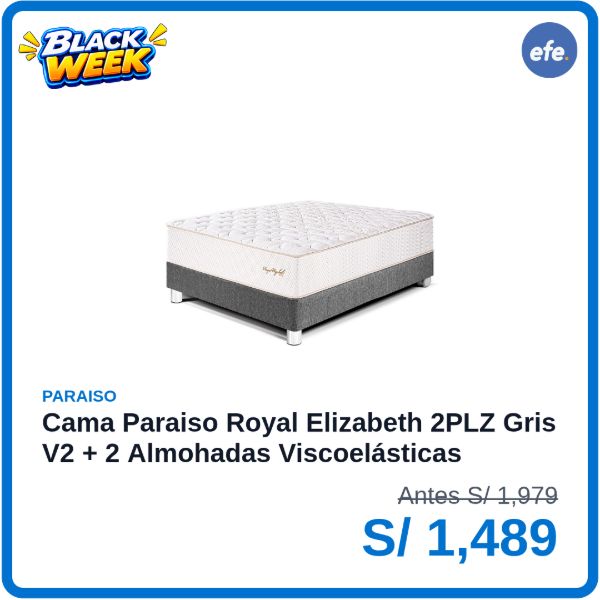 BLACK
WEEK
efe.
PARAISO
Cama Paraiso Royal Elizabeth 2PLZ Gris
V2 + 2 Almohadas Viscoelásticas
Antes S/ 1,979
S/ 1,489